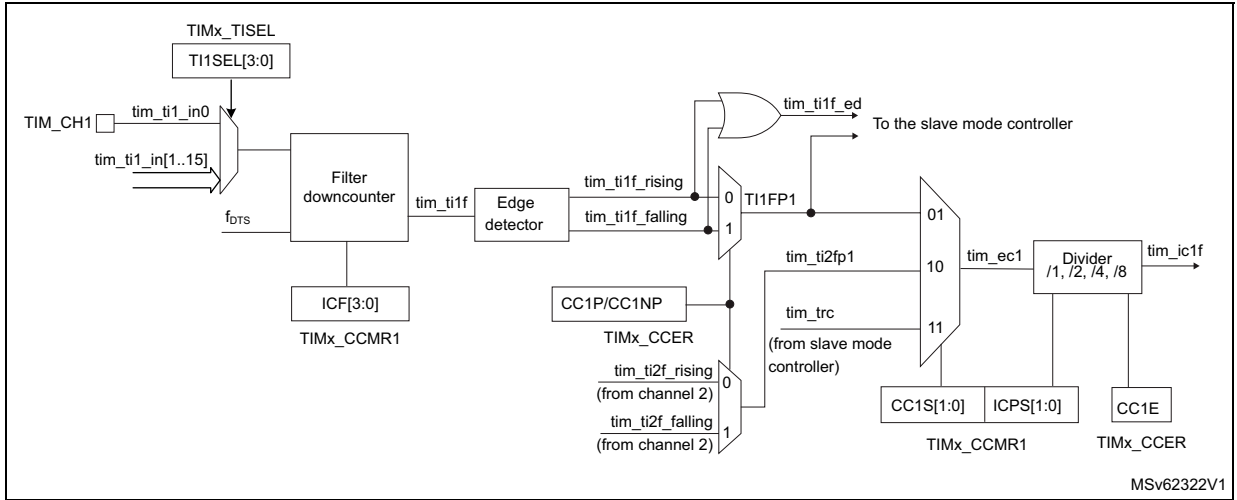 TIMx_TISEL
TI1SEL[3:0]
TIM_CH1
tim_ti1_in0
tim_ti1_in[1..15]
fDTS
Filter
downcounter
ICF[3:0]
TIMx_CCMR1
tim_ti1f
Edge
detector
tim_ti1f_rising
tim_ti1f_falling
tim_ti1f_ed
To the slave mode controller
0
1
TI1FP1
CC1P/CC1NP
TIMx_CCER
tim_ti2f_rising
(from channel 2)
tim_ti2f_falling
(from channel 2)
0
1
tim_ti2fp1
tim_trc
(from slave mode
controller)
01
10
11
tim_ec1
Divider
/1, /2, /4, /8
tim_ic1f
CC1S[1:0]
ICPS[1:0]
TIMx_CCMR1
CC1E
TIMx_CCER
MSv62322V1